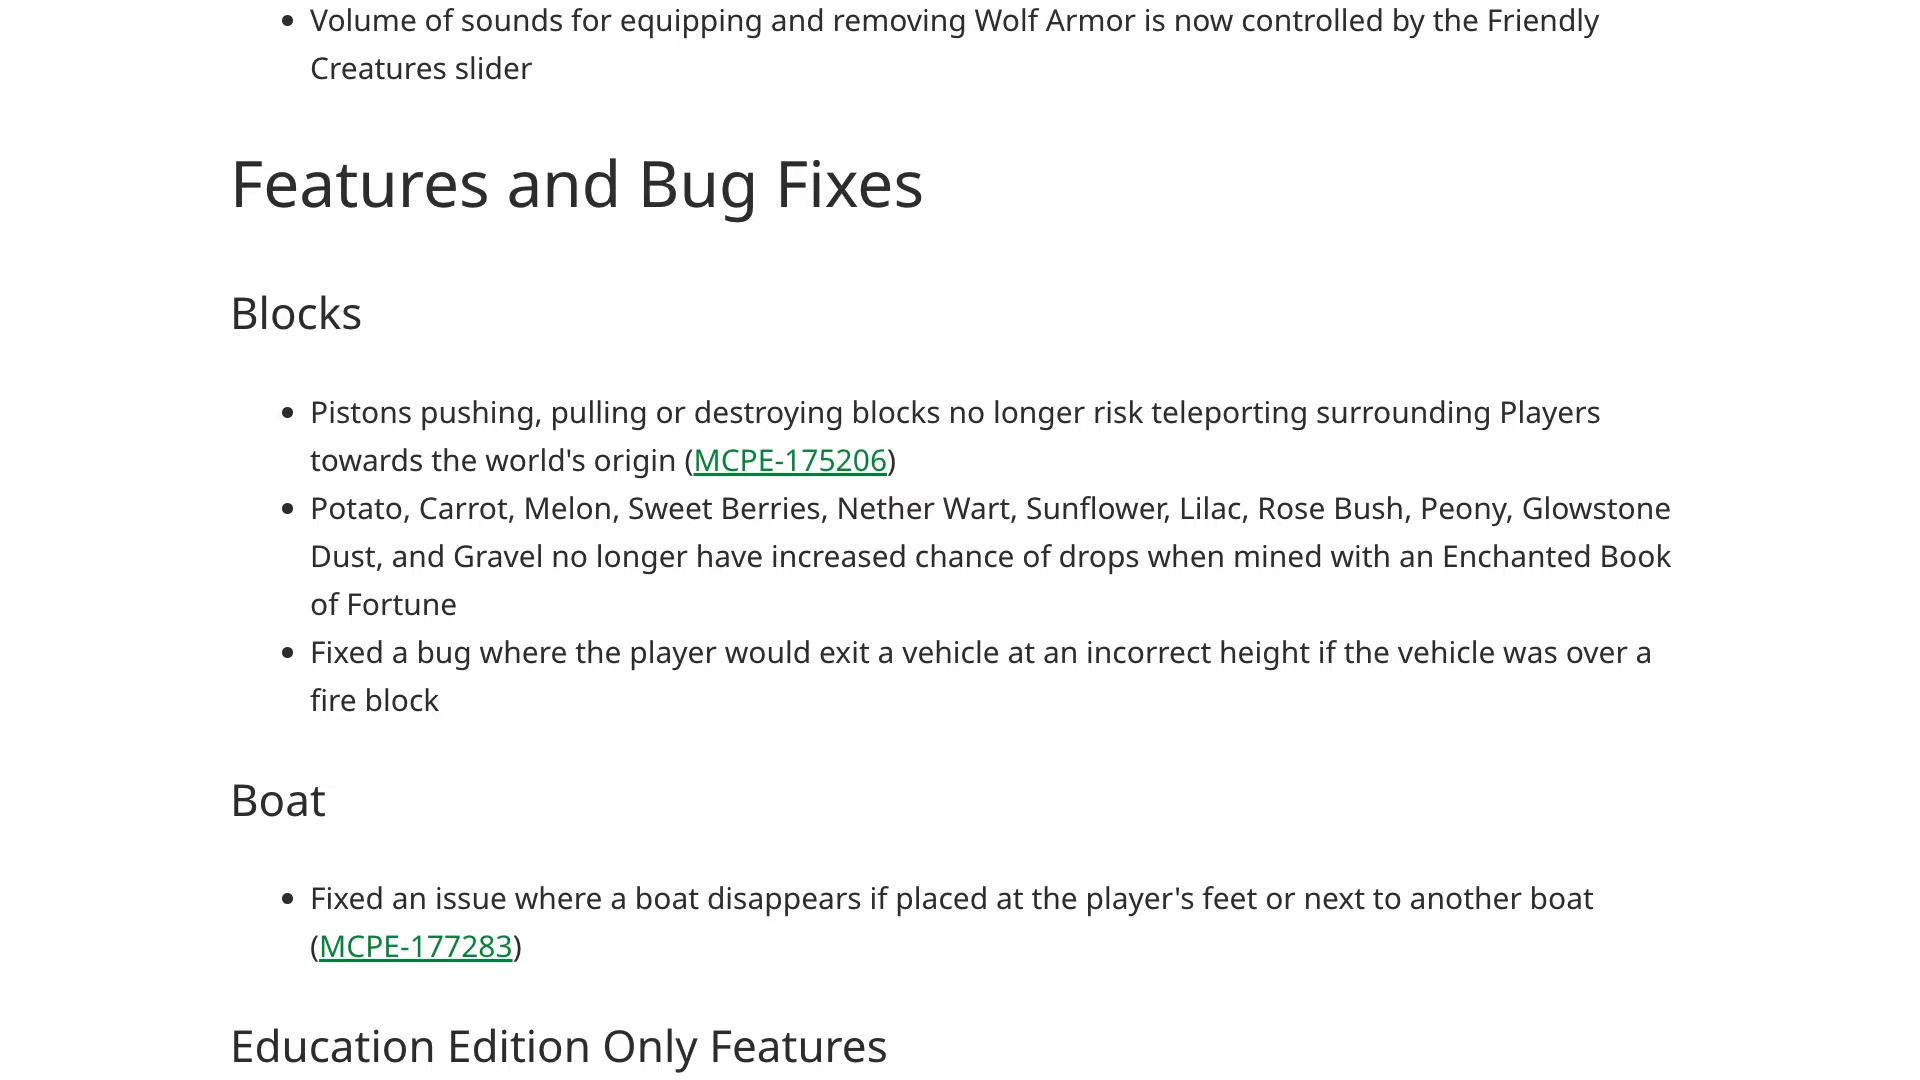 Volume of sounds for equipping and removing Wolf Armor is now controlled by the Friendly
Creatures slider
Features and Bug Fixes
Blocks
Pistons pushing, pulling or destroying blocks no longer risk teleporting surrounding Players
towards the world's origin (MCPE-175206)
Potato, Carrot, Melon, Sweet Berries, Nether Wart, Sunflower, Lilac, Rose Bush, Peony, Glowstone
Dust, and Gravel no longer have increased chance of drops when mined with an Enchanted Book
of Fortune
Fixed a bug where the player would exit a vehicle at an incorrect height if the vehicle was over a
fire block
Boat
Fixed an issue where a boat disappears if placed at the player's feet or next to another boat
(MCPE-177283)
Education Edition Only Features